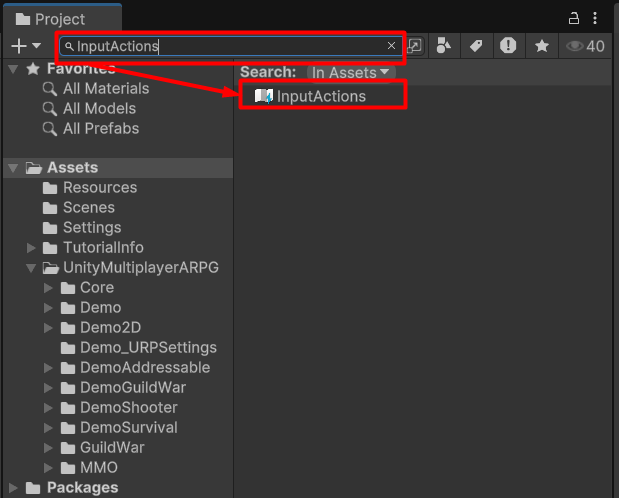 Project
InputActions
40
Favorites
All Materials
All Models
All Prefabs
Search: In Assets
InputActions
Assets
Resources
Scenes
Settings
TutorialInfo
UnityMultiplayerARPG
Core
Demo
Demo2D
Demo_URPSettings
DemoAddressable
DemoGuildWar
DemoShooter
DemoSurvival
GuildWar
MMO
Packages